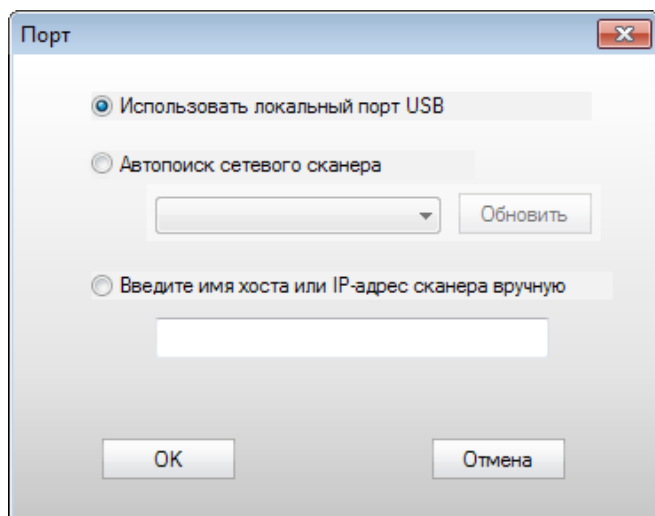 Порт
Использовать локальный порт USB
Автопоиск сетевого сканера
Обновить
Введите имя хоста или IP-адрес сканера вручную
OK
Отмена